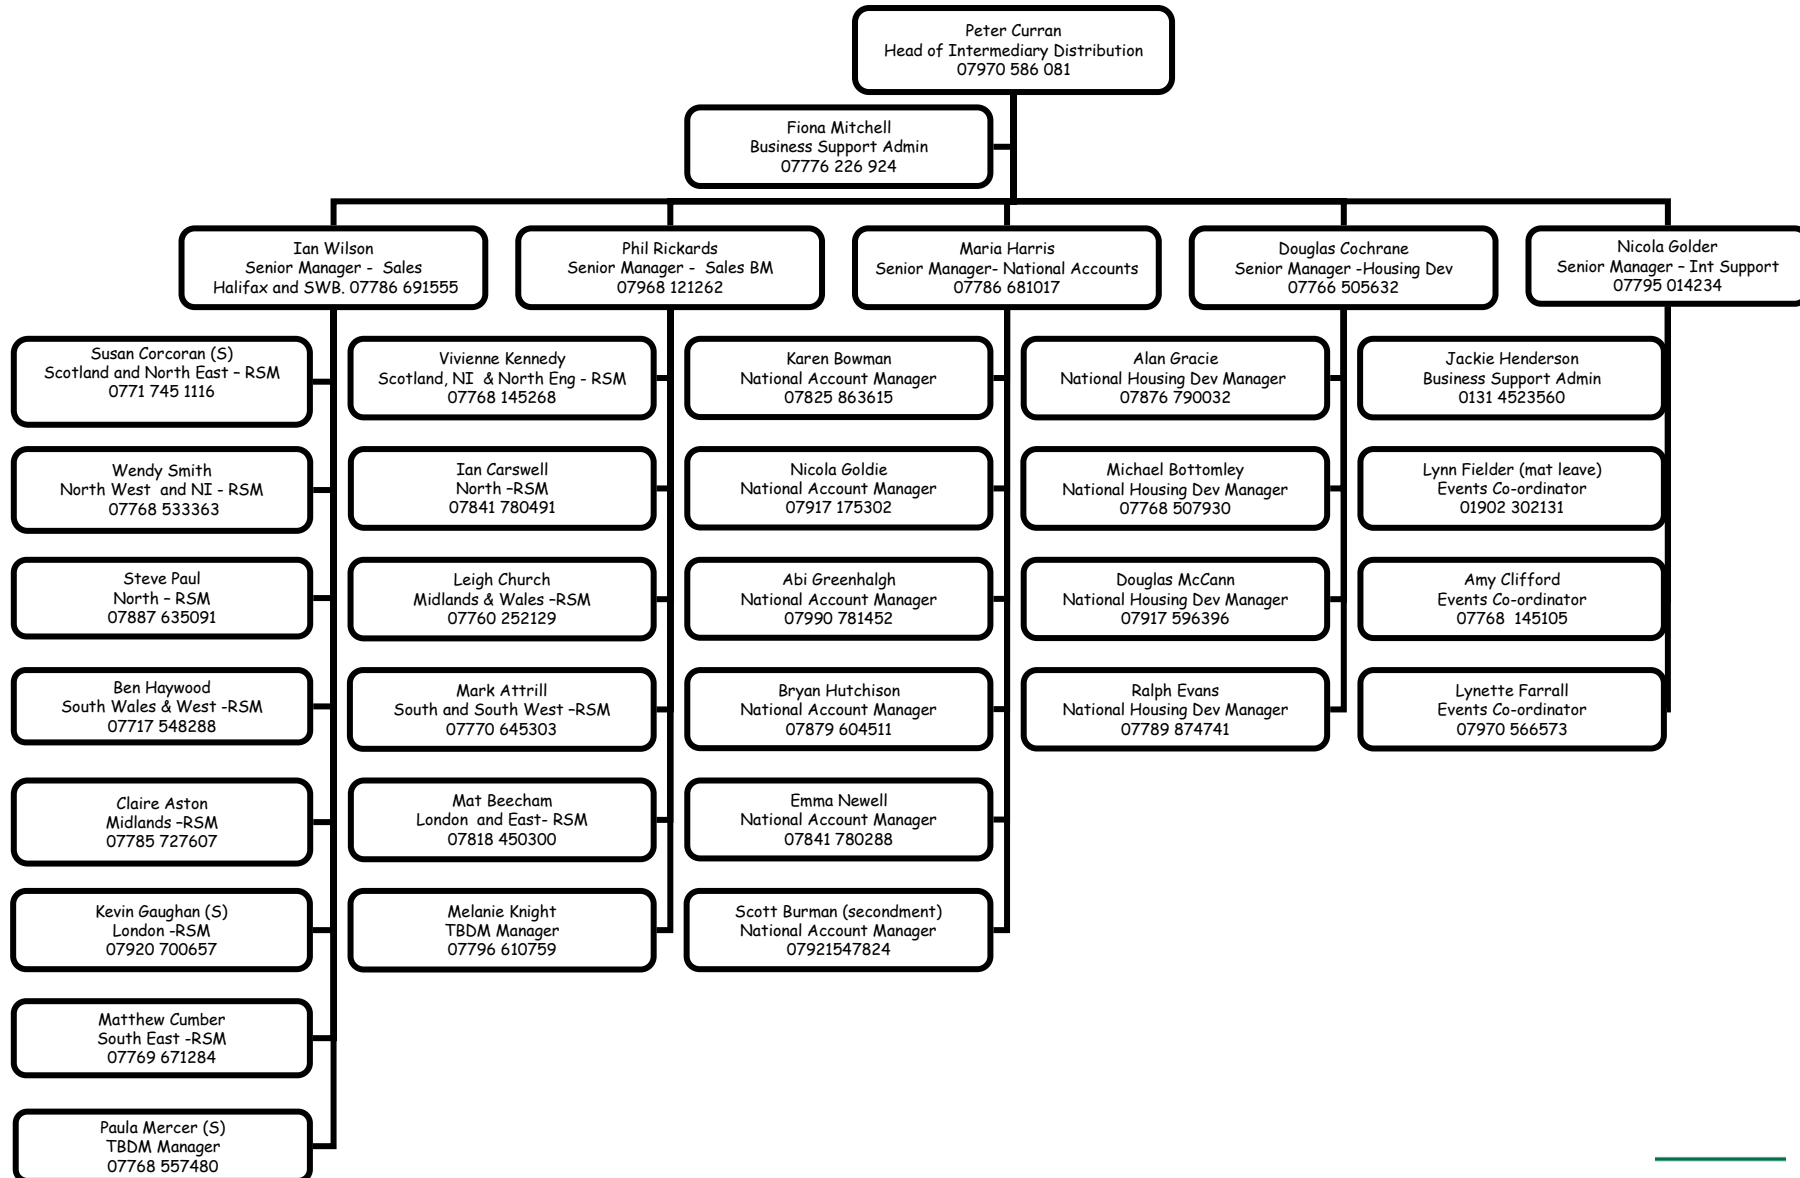 Peter Curran
Head of Intermediary Distribution
07970 586 081
Fiona Mitchell
Business Support Admin
07776 226 924
Ian Wilson
Senior Manager - Sales
Halifax and SWB. 07786 691555
Phil Rickards
Senior Manager - Sales BM
07968 121262
Maria Harris
Senior Manager- National Accounts
07786 681017
Douglas Cochrane
Senior Manager -Housing Dev
07766 505632
Nicola Golder
Senior Manager – Int Support
07795 014234
Susan Corcoran (S)
Scotland and North East – RSM
0771 745 1116
Wendy Smith
North West and NI - RSM
07768 533363
Steve Paul
North – RSM
07887 635091
Ben Haywood
South Wales & West -RSM
07717 548288
Claire Aston
Midlands –RSM
07785 727607
Kevin Gaughan (S)
London -RSM
07920 700657
Matthew Cumber
South East -RSM
07769 671284
Paula Mercer (S)
TBDM Manager
07768 557480
Vivienne Kennedy
Scotland, NI & North Eng - RSM
07768 145268
Ian Carswell
North –RSM
07841 780491
Leigh Church
Midlands & Wales –RSM
07760 252129
Mark Attrill
South and South West –RSM
07770 645303
Mat Beecham
London and East- RSM
07818 450300
Melanie Knight
TBDM Manager
07796 610759
Karen Bowman
National Account Manager
07825 863615
Nicola Goldie
National Account Manager
07917 175302
Abi Greenhalgh
National Account Manager
07990 781452
Bryan Hutchison
National Account Manager
07879 604511
Emma Newell
National Account Manager
07841 780288
Scott Burman (secondment)
National Account Manager
07921547824
Alan Gracie
National Housing Dev Manager
07876 790032
Michael Bottomley
National Housing Dev Manager
07768 507930
Douglas McCann
National Housing Dev Manager
07917 596396
Ralph Evans
National Housing Dev Manager
07789 874741
Jackie Henderson
Business Support Admin
0131 4523560
Lynn Fielder (mat leave)
Events Co-ordinator
01902 302131
Amy Clifford
Events Co-ordinator
07768 145105
Lynette Farrall
Events Co-ordinator
07970 566573